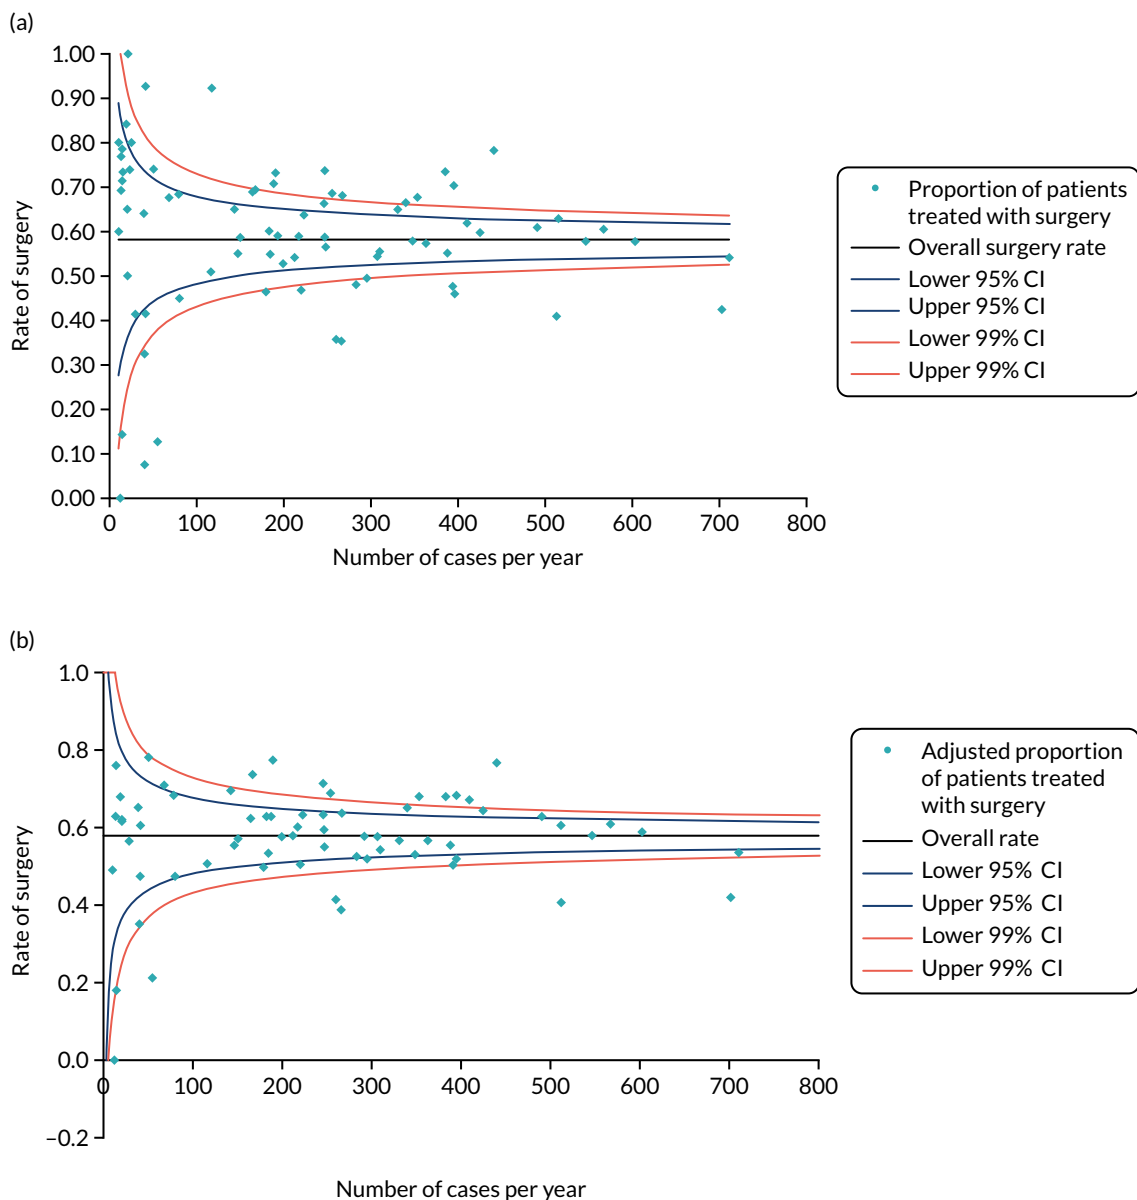 (a)
1.00
0.90
0.80
0.70
0.60
0.50
0.40
0.30
0.20
0.10
0.00
Rate of surgery
0 100 200 300 400 500 600 700 800
Number of cases per year
Proportion of patients
treated with surgery
Overall surgery rate
Lower 95% CI
Upper 95% CI
Lower 99% CI
Upper 99% CI
(b)
1.0
0.8
0.6
0.4
0.2
0.0
–0.2
Rate of surgery
0 100 200 300 400 500 600 700 800
Number of cases per year
Adjusted proportion
of patients treated
with surgery
Overall rate
Lower 95% CI
Upper 95% CI
Lower 99% CI
Upper 99% CI